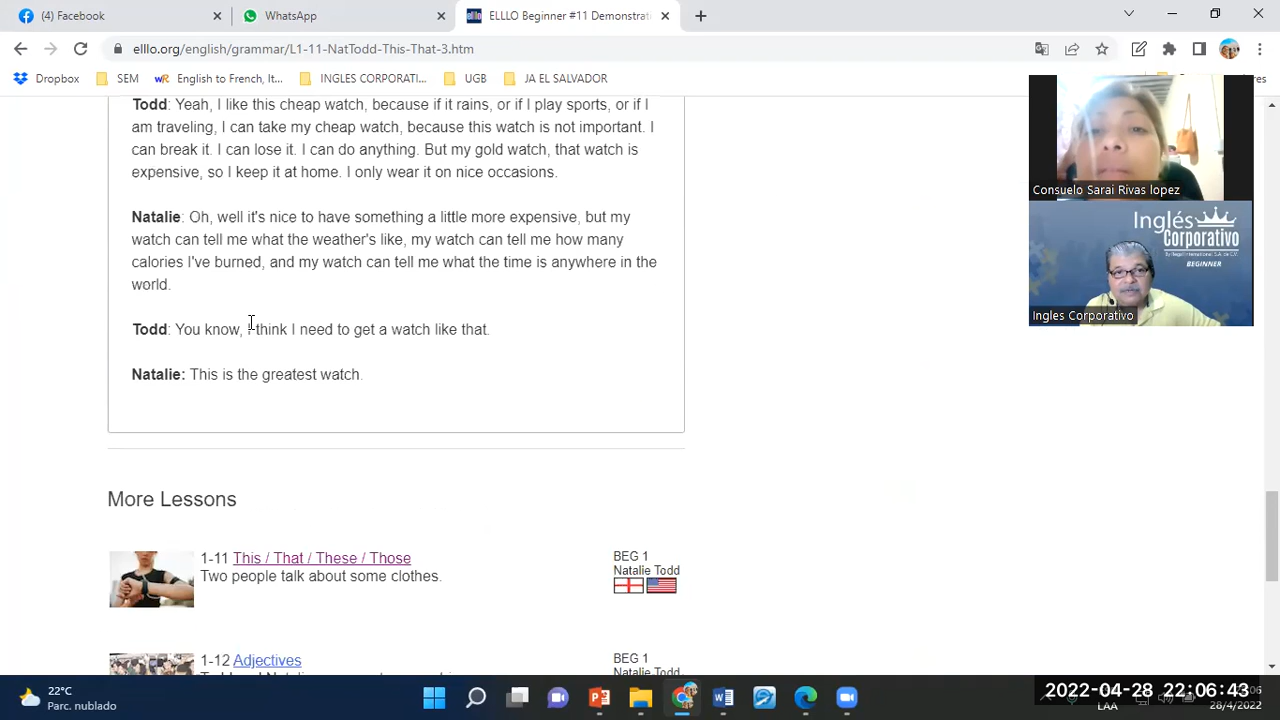 (4) Facebook
WhatsApp
ELLLO Beginner #11 Demonstrat
elllo.org/english/grammar/L1-11-NatTodd-This-That-3.htm
Dropbox
SEM
English to French, It...
INGLES CORPORATI...
UGB
JA EL SALVADOR
Todd: Yeah, I like this cheap watch, because if it rains, or if I play sports, or if I
am traveling, I can take my cheap watch, because this watch is not important. I
can break it. I can lose it. I can do anything. But my gold watch, that watch is
expensive, so I keep it at home. I only wear it on nice occasions.
Natalie: Oh, well it's nice to have something a little more expensive, but my
watch can tell me what the weather's like, my watch can tell me how many
calories I've burned, and my watch can tell me what the time is anywhere in the
world.
Todd: You know, I think I need to get a watch like that.
Natalie: This is the greatest watch.
Consuelo Sarai Rivas lopez
Inglés
Corporativo
By Regal International S.A. de C.V.
BEGINNER
Ingles Corporativo
More Lessons
1-11 This / That / These / Those
Two people talk about some clothes.
BEG 1
Natalie Todd
1-12 Adjectives
BEG 1
Natalie Todd
22°C
Parc. nublado
2022-04-28 22:06:43
LAA
28/4/2022